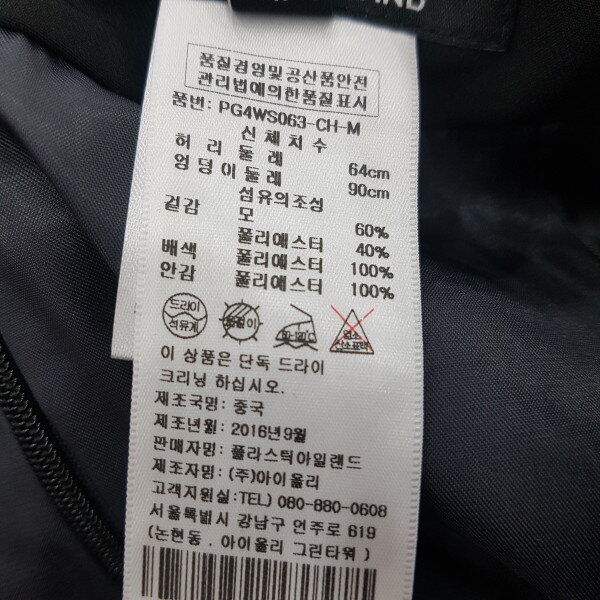 AND
품질경영및공산품안전
관리법에의한품질표시
품번: PG4WS063-CH-M
신체치수
허리둘레 64cm
엉덩이둘레 90cm
섬유의조성
겉감 모 60%
폴리에스터 40%
배색 폴리에스터 100%
안감 폴리에스터 100%
드라이
석유계
염소
산소표백
이 상품은 단독 드라이
크리닝 하십시오.
제조국명: 중국
제조년월: 2016년9월
판매자명: 플라스틱아일랜드
제조자명: (주)아이올리
고객지원실:TEL) 080-880-0608
서울특별시 강남구 언주로 619
(논현동, 아이올리 그린타워 )